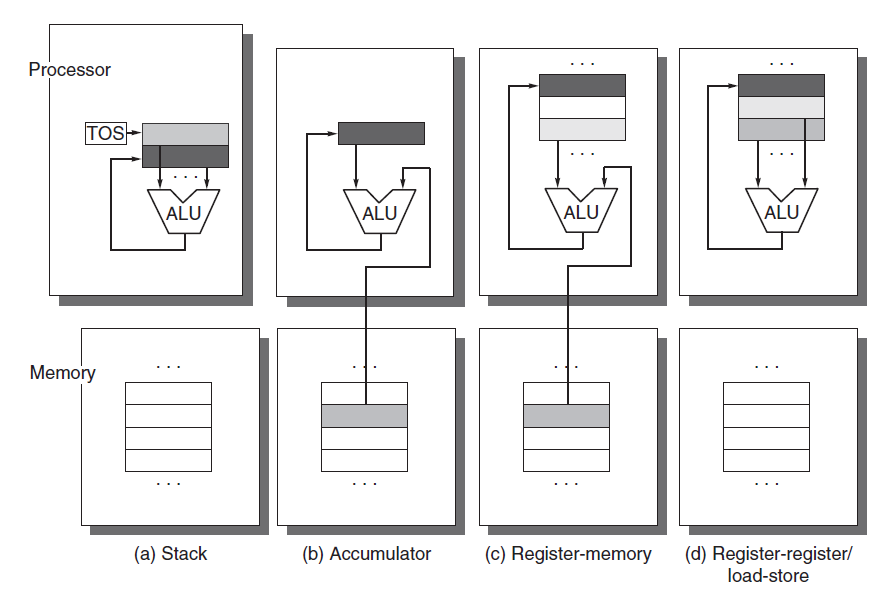 Processor
TOS
ALU
ALU
ALU
ALU
. . .
. . .
. . .
. . .
. . .
Memory
. . .
. . .
. . .
. . .
. . .
. . .
. . .
. . .
(a) Stack
(b) Accumulator
(c) Register-memory
(d) Register-register/
load-store